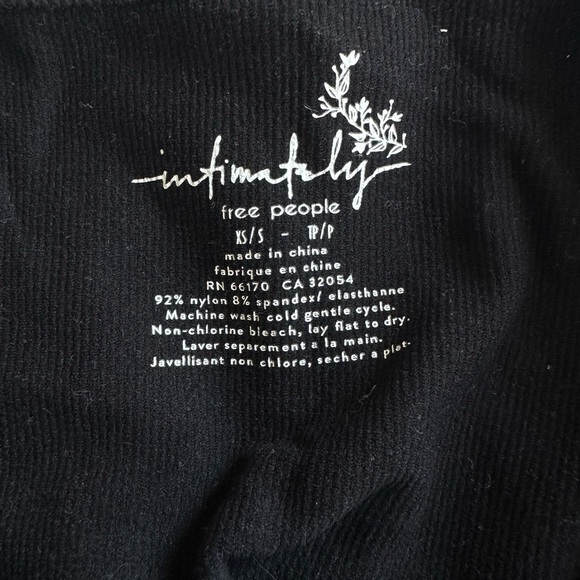 intimately
free people
XS/S - TP/P
made in china
fabrique en chine
RN 66170 CA 32054
92% nylon 8% spandex/ elasthanne
Machine wash cold gentle cycle.
Non-chlorine bleach, lay flat to dry.
Laver separement a la main.
Javellisant non chlore, secher a plat.